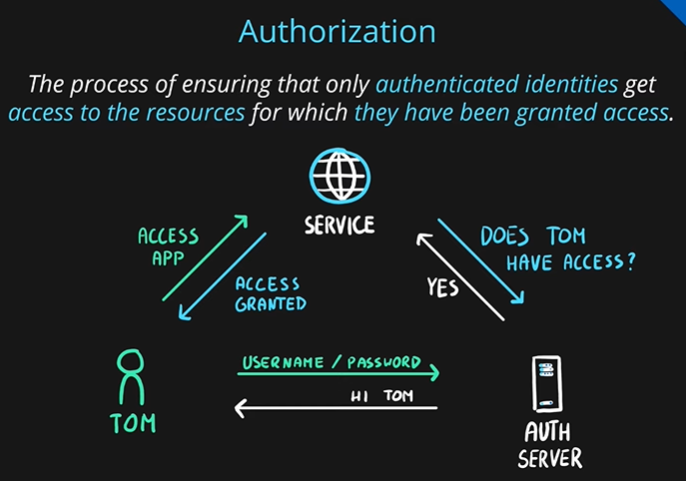 Authorization
The process of ensuring that only authenticated identities get
access to the resources for which they have been granted access.
SERVICE
ACCESS
APP
ACCESS
GRANTED
DOES TOM
HAVE ACCESS?
YES
USERNAME / PASSWORD
HI TOM
TOM
AUTH
SERVER